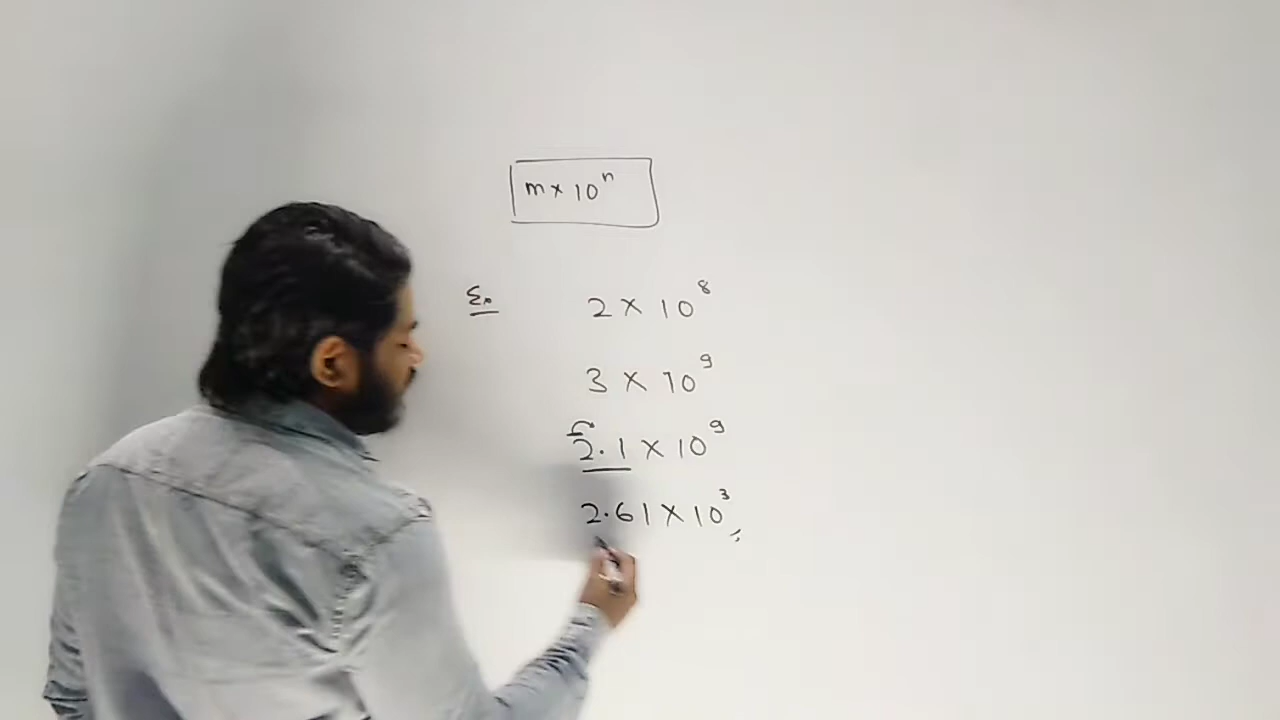 m × 10ⁿ
Ex.
2 × 10⁸
3 × 10⁹
2.1 × 10⁹
2.61 × 10³